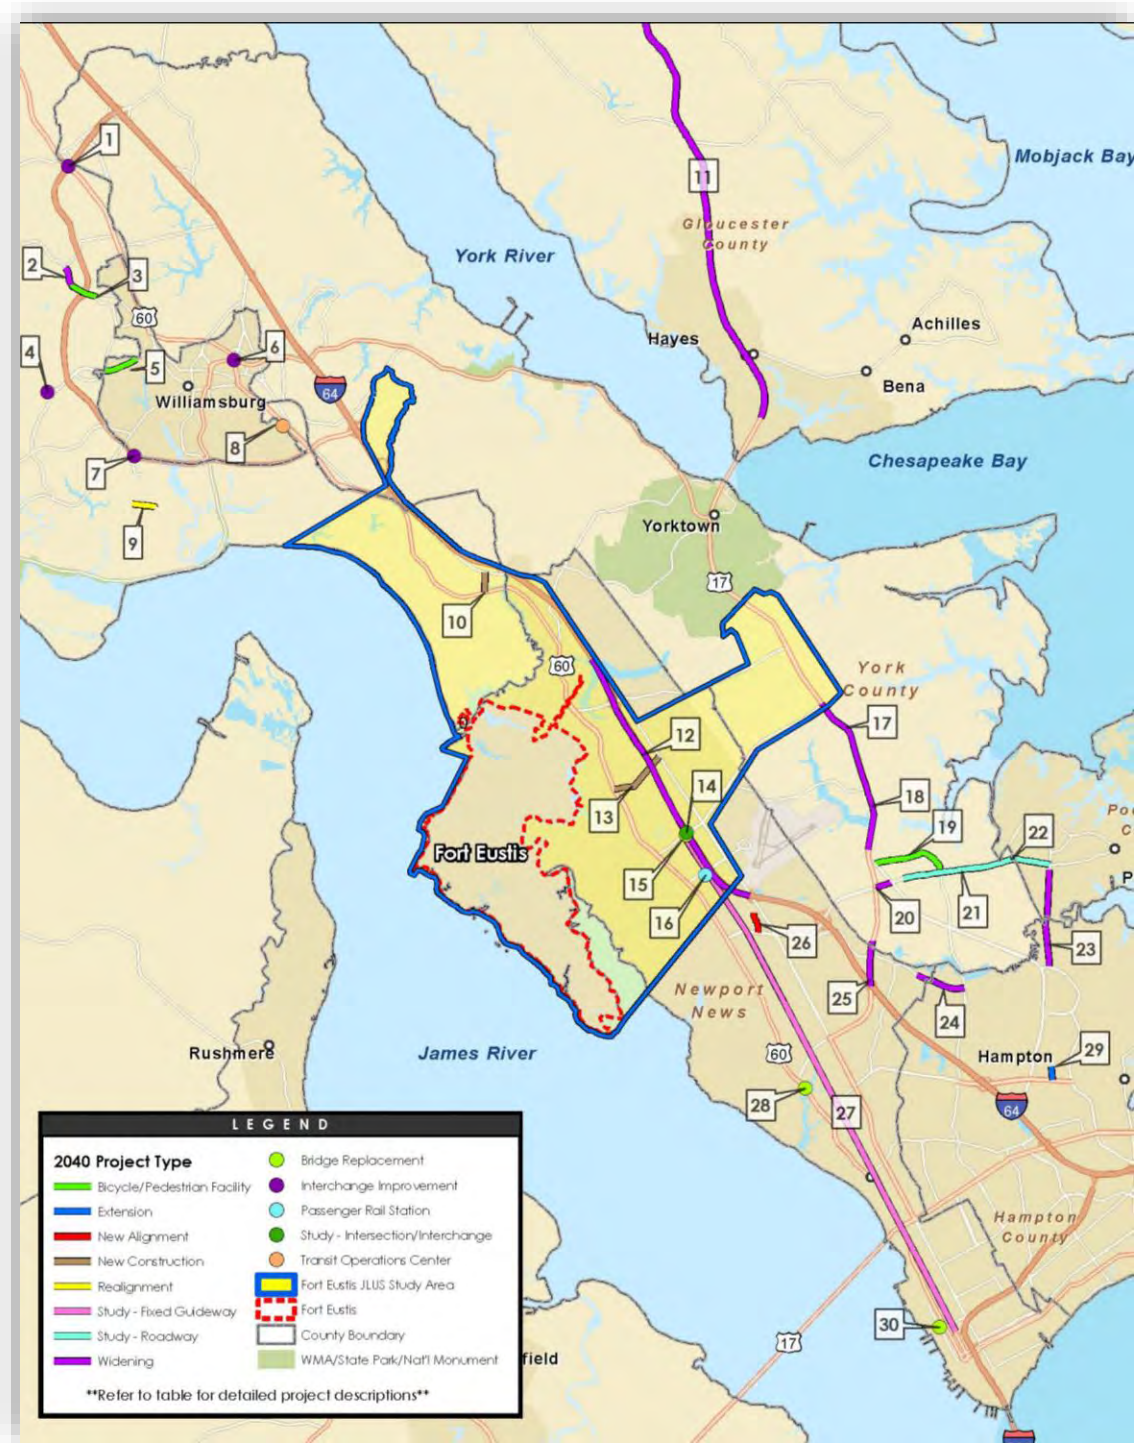 1
Mobjack Bay
11
Gloucester
County
York River
2
3
60
Achilles
Hayes
4
6
5
Bena
64
Williamsburg
8
Chesapeake Bay
7
9
Yorktown
17
10
60
York
County
12
17
14
18
13
19
22
Fort Eustis
15
16
20
21
26
23
Newport
News
25
24
James River
Rushmere
Hampton
29
60
28
27
64
Hampton
County
30
17
field
LEGEND
2040 Project Type
Bicycle/Pedestrian Facility
Extension
New Alignment
New Construction
Realignment
Study - Fixed Guideway
Study - Roadway
Widening
Bridge Replacement
Interchange Improvement
Passenger Rail Station
Study - Intersection/Interchange
Transit Operations Center
Fort Eustis JLUS Study Area
Fort Eustis
County Boundary
WMA/State Park/Nat'l Monument
**Refer to table for detailed project descriptions**